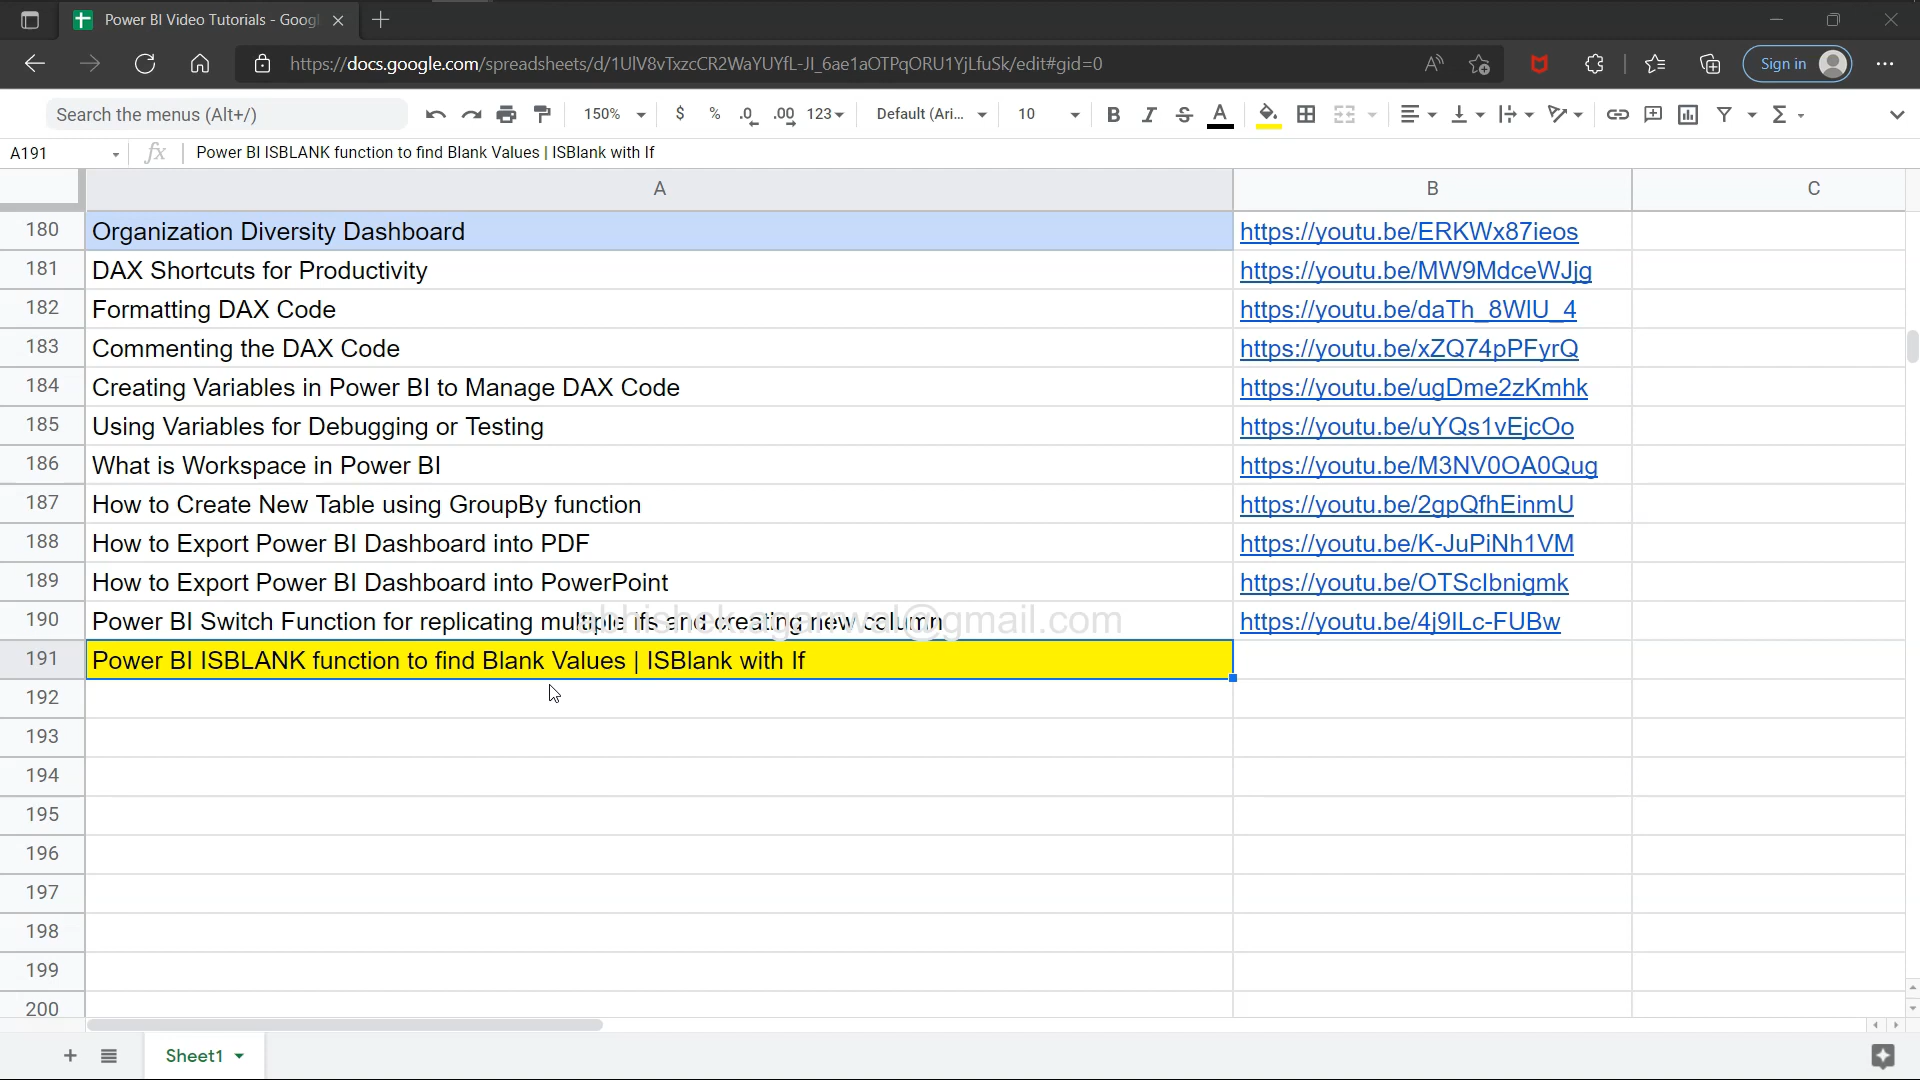 Power BI Video Tutorials - Goog
https://docs.google.com/spreadsheets/d/1UlV8vTxzcCR2WaYUYfL-JI_6ae1aOTPqORU1YjLfuSk/edit#gid=0
Sign in
Search the menus (Alt+/)
150% $ % .0 .00 123 Default (Ari... 10 B I S A
A191 fx Power BI ISBLANK function to find Blank Values | ISBlank with If
A B C
180 Organization Diversity Dashboard https://youtu.be/ERKWx87ieos
181 DAX Shortcuts for Productivity https://youtu.be/MW9MdceWJjg
182 Formatting DAX Code https://youtu.be/daTh_8WlU_4
183 Commenting the DAX Code https://youtu.be/xZQ74pPFyrQ
184 Creating Variables in Power BI to Manage DAX Code https://youtu.be/ugDme2zKmhk
185 Using Variables for Debugging or Testing https://youtu.be/uYQs1vEjcOo
186 What is Workspace in Power BI https://youtu.be/M3NV0OA0Qug
187 How to Create New Table using GroupBy function https://youtu.be/2gpQfhEinmU
188 How to Export Power BI Dashboard into PDF https://youtu.be/K-JuPiNh1VM
189 How to Export Power BI Dashboard into PowerPoint https://youtu.be/OTSclbnigmk
190 Power BI Switch Function for replicating multiple ifs and creating new column https://youtu.be/4j9ILc-FUBw
abhishek.agarrwal@gmail.com
191 Power BI ISBLANK function to find Blank Values | ISBlank with If
192
193
194
195
196
197
198
199
200
Sheet1